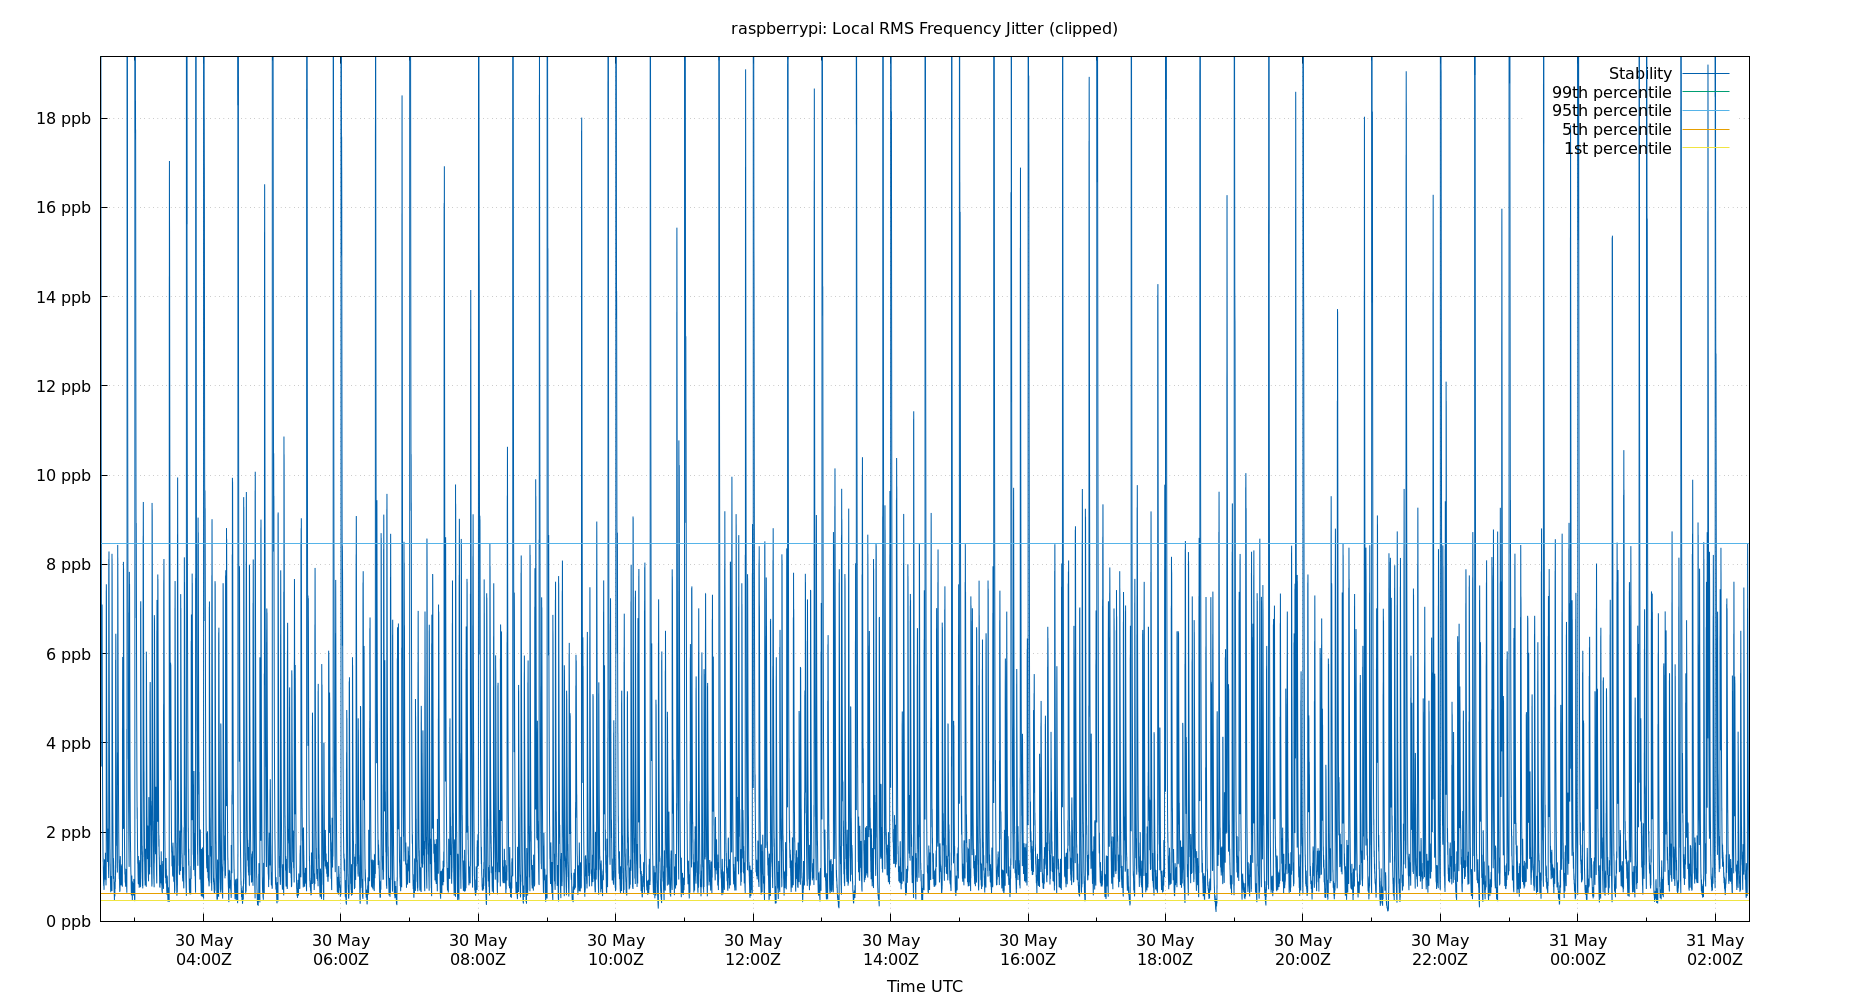 raspberrypi: Local RMS Frequency Jitter (clipped)
Stability
99th percentile
95th percentile
5th percentile
1st percentile
18 ppb
16 ppb
14 ppb
12 ppb
10 ppb
8 ppb
6 ppb
4 ppb
2 ppb
0 ppb
30 May 30 May 30 May 30 May 30 May 30 May 30 May 30 May 30 May 30 May 31 May 31 May
04:00Z 06:00Z 08:00Z 10:00Z 12:00Z 14:00Z 16:00Z 18:00Z 20:00Z 22:00Z 00:00Z 02:00Z
Time UTC